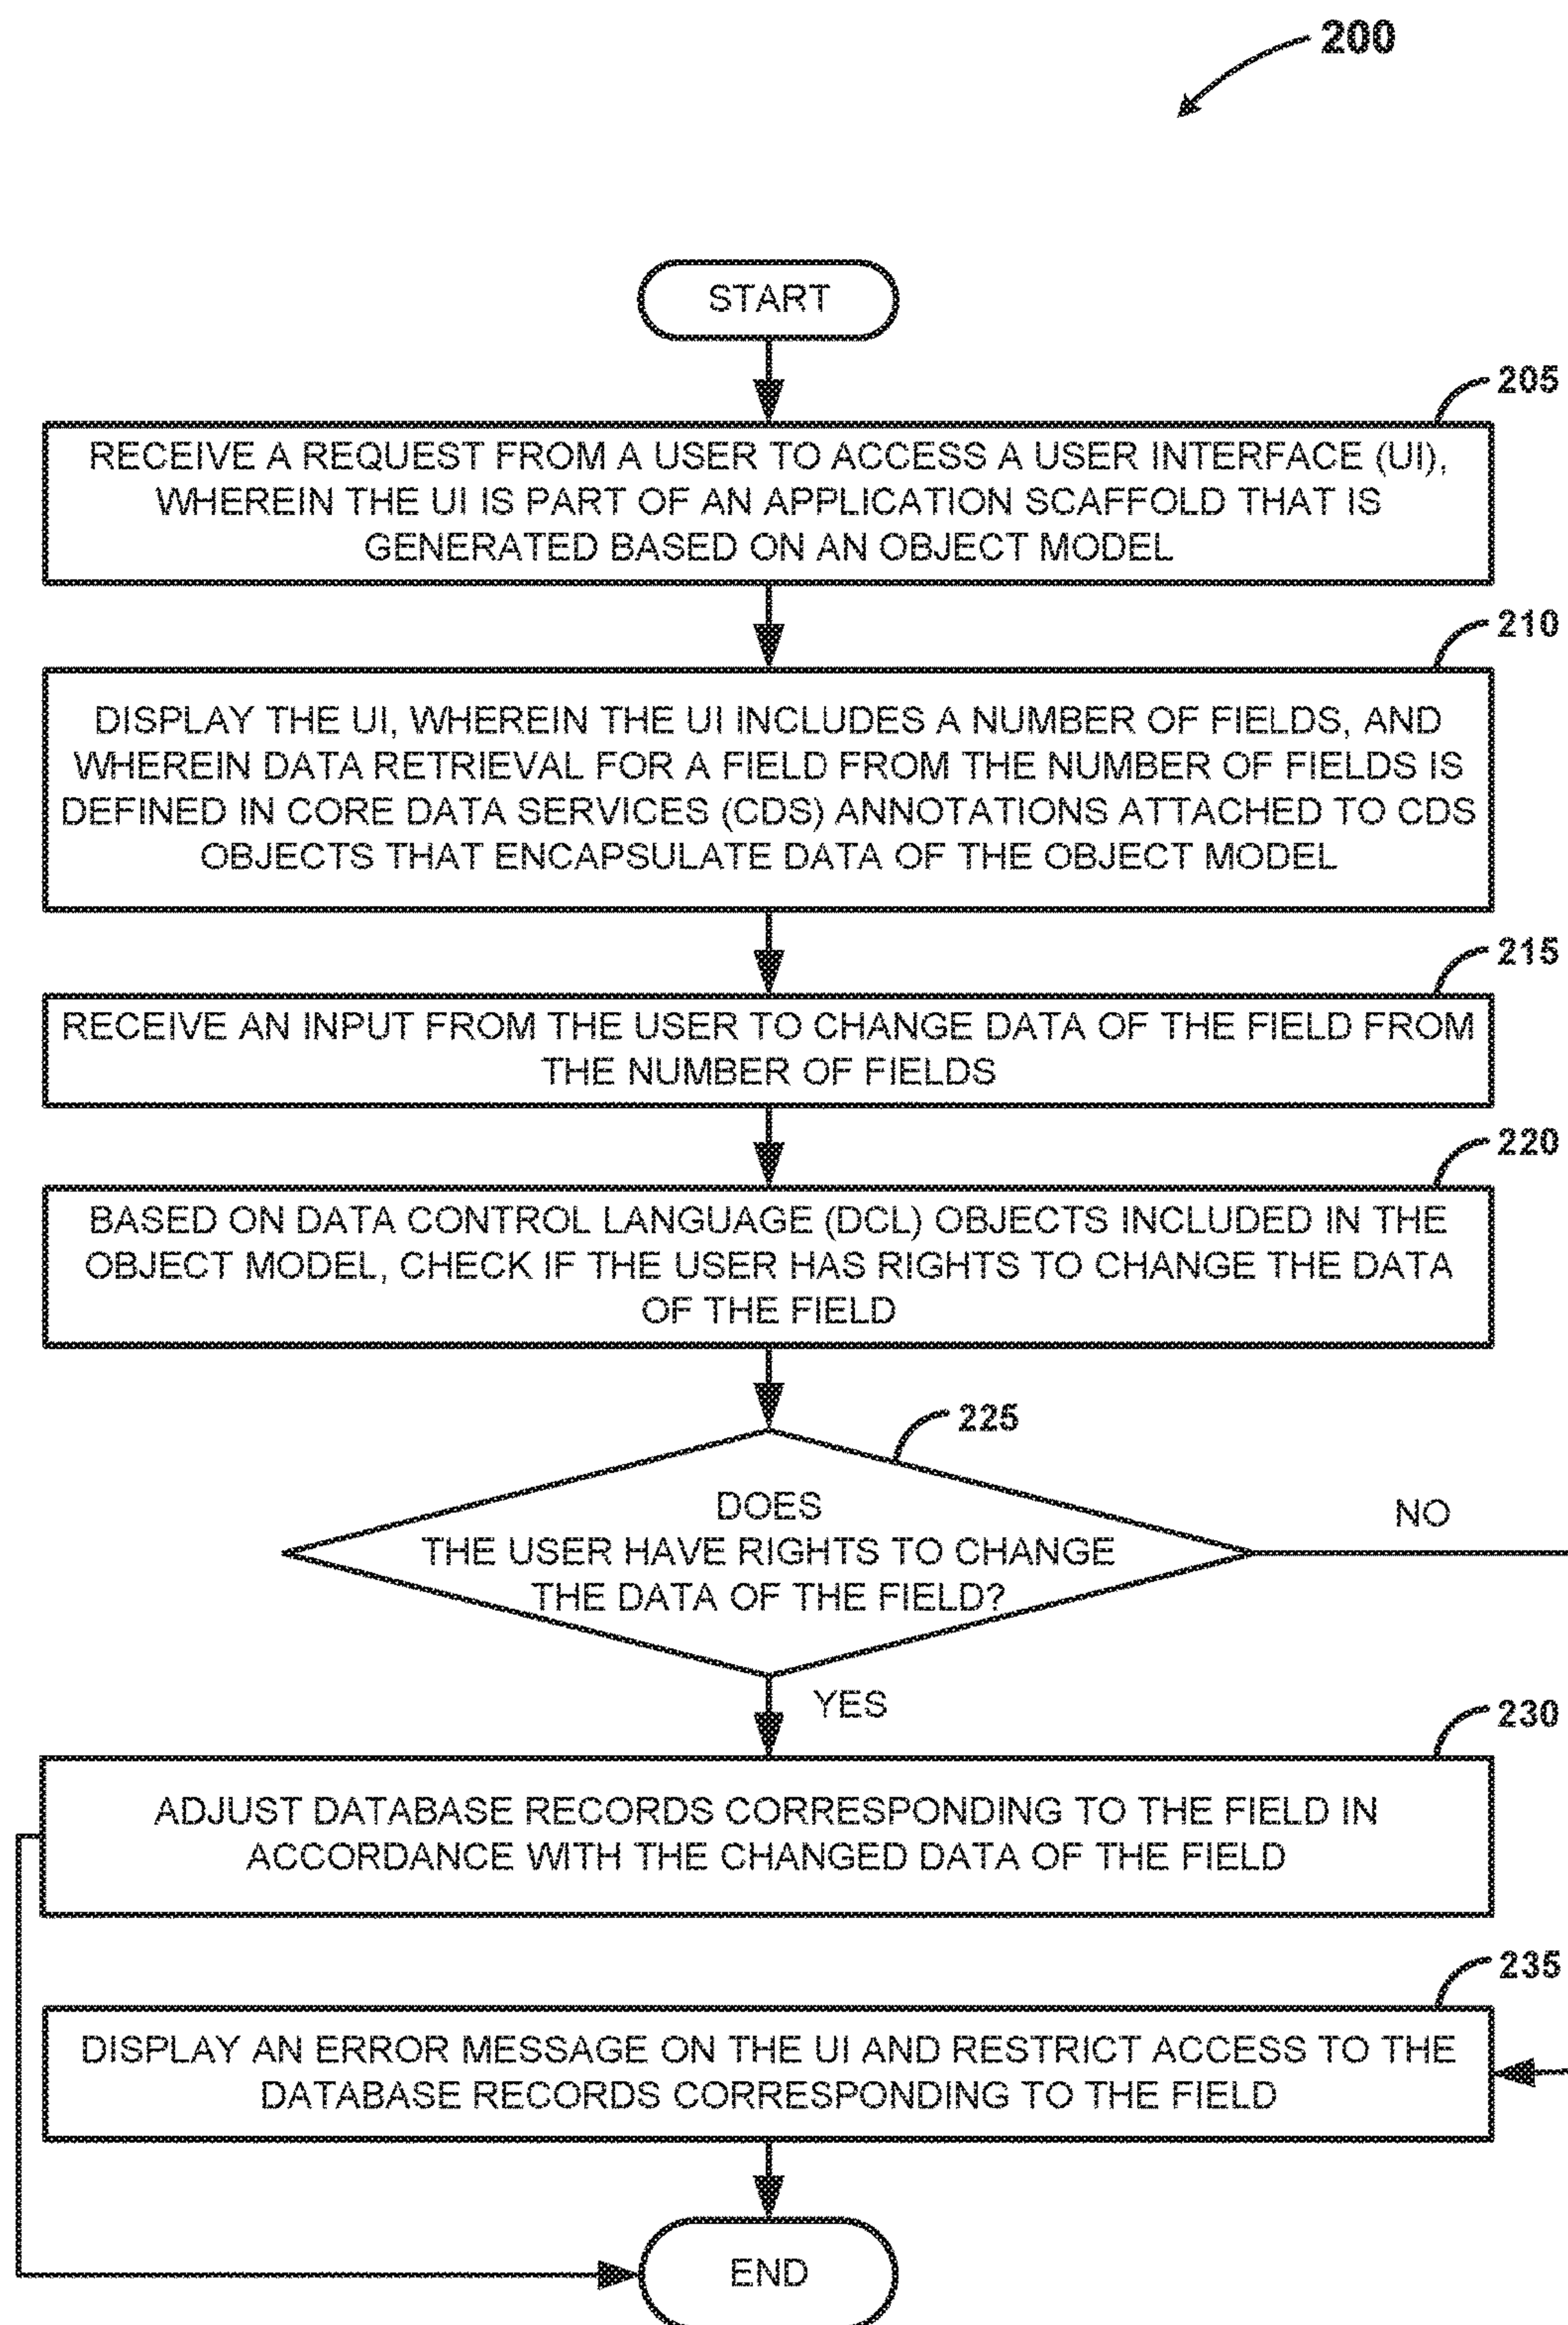 200
START
205
RECEIVE A REQUEST FROM A USER TO ACCESS A USER INTERFACE (UI),
WHEREIN THE UI IS PART OF AN APPLICATION SCAFFOLD THAT IS
GENERATED BASED ON AN OBJECT MODEL
210
DISPLAY THE UI, WHEREIN THE UI INCLUDES A NUMBER OF FIELDS, AND
WHEREIN DATA RETRIEVAL FOR A FIELD FROM THE NUMBER OF FIELDS IS
DEFINED IN CORE DATA SERVICES (CDS) ANNOTATIONS ATTACHED TO CDS
OBJECTS THAT ENCAPSULATE DATA OF THE OBJECT MODEL
215
RECEIVE AN INPUT FROM THE USER TO CHANGE DATA OF THE FIELD FROM
THE NUMBER OF FIELDS
220
BASED ON DATA CONTROL LANGUAGE (DCL) OBJECTS INCLUDED IN THE
OBJECT MODEL, CHECK IF THE USER HAS RIGHTS TO CHANGE THE DATA
OF THE FIELD
225
DOES
THE USER HAVE RIGHTS TO CHANGE
THE DATA OF THE FIELD?
NO
YES
230
ADJUST DATABASE RECORDS CORRESPONDING TO THE FIELD IN
ACCORDANCE WITH THE CHANGED DATA OF THE FIELD
235
DISPLAY AN ERROR MESSAGE ON THE UI AND RESTRICT ACCESS TO THE
DATABASE RECORDS CORRESPONDING TO THE FIELD
END